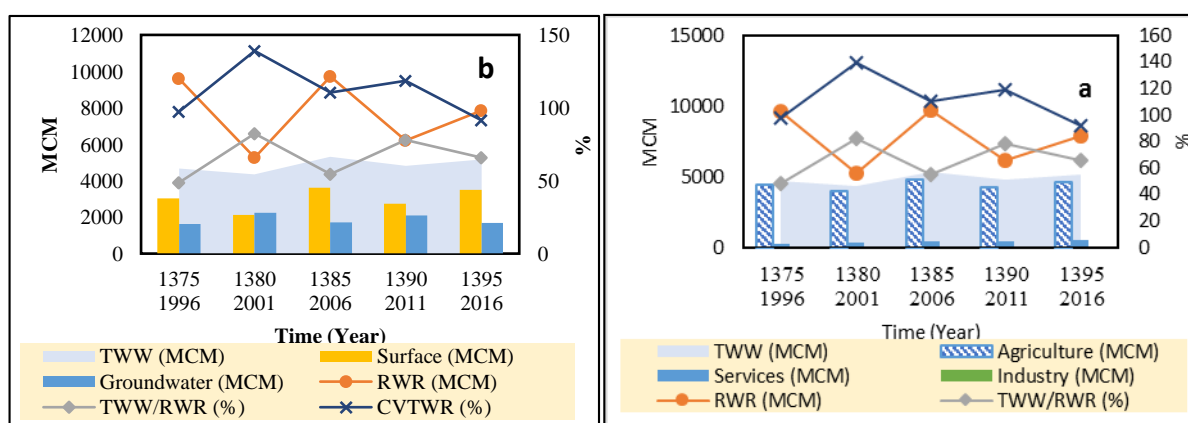 b
MCM
12000
10000
8000
6000
4000
2000
0
150
100
50
0
%
1375 1380 1385 1390 1395
1996 2001 2006 2011 2016
Time (Year)
TWW (MCM) Surface (MCM)
Groundwater (MCM) RWR (MCM)
TWW/RWR (%) CVTWR (%)
a
MCM
15000
10000
5000
0
160
140
120
100
80
60
40
20
0
%
1375 1380 1385 1390 1395
1996 2001 2006 2011 2016
Time (Year)
TWW (MCM) Agriculture (MCM)
Services (MCM) Industry (MCM)
RWR (MCM) TWW/RWR (%)